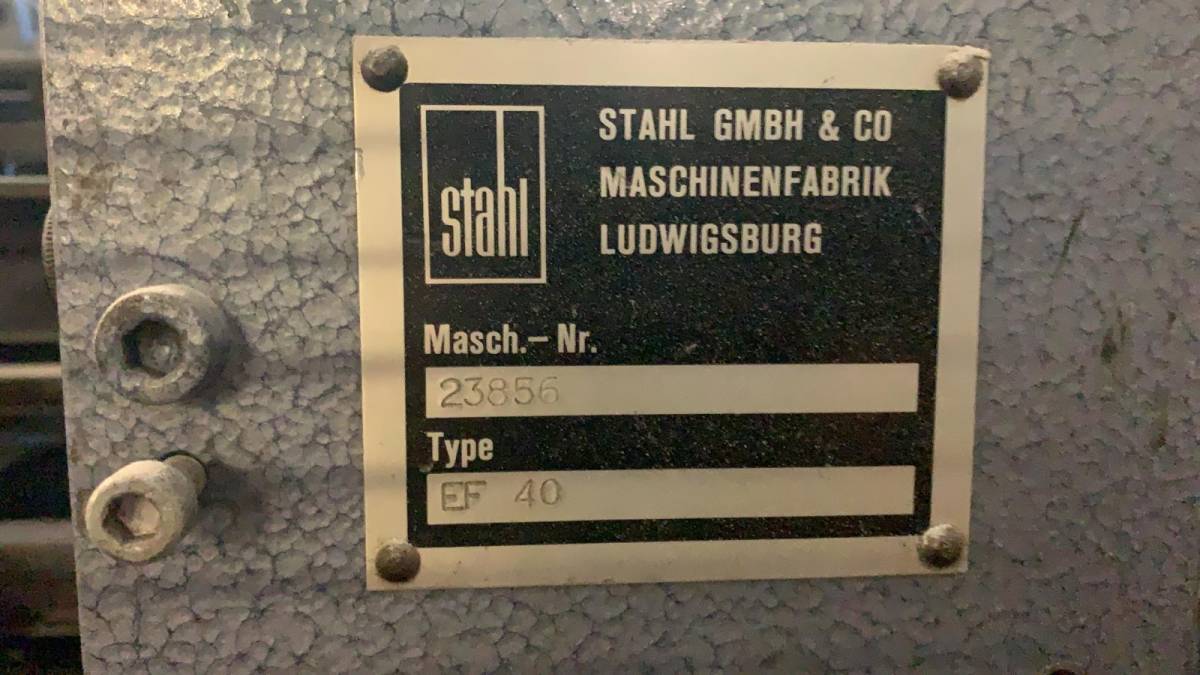 stahl
STAHL GMBH & CO
MASCHINENFABRIK
LUDWIGSBURG
Masch.– Nr.
23856
Type
EF 40